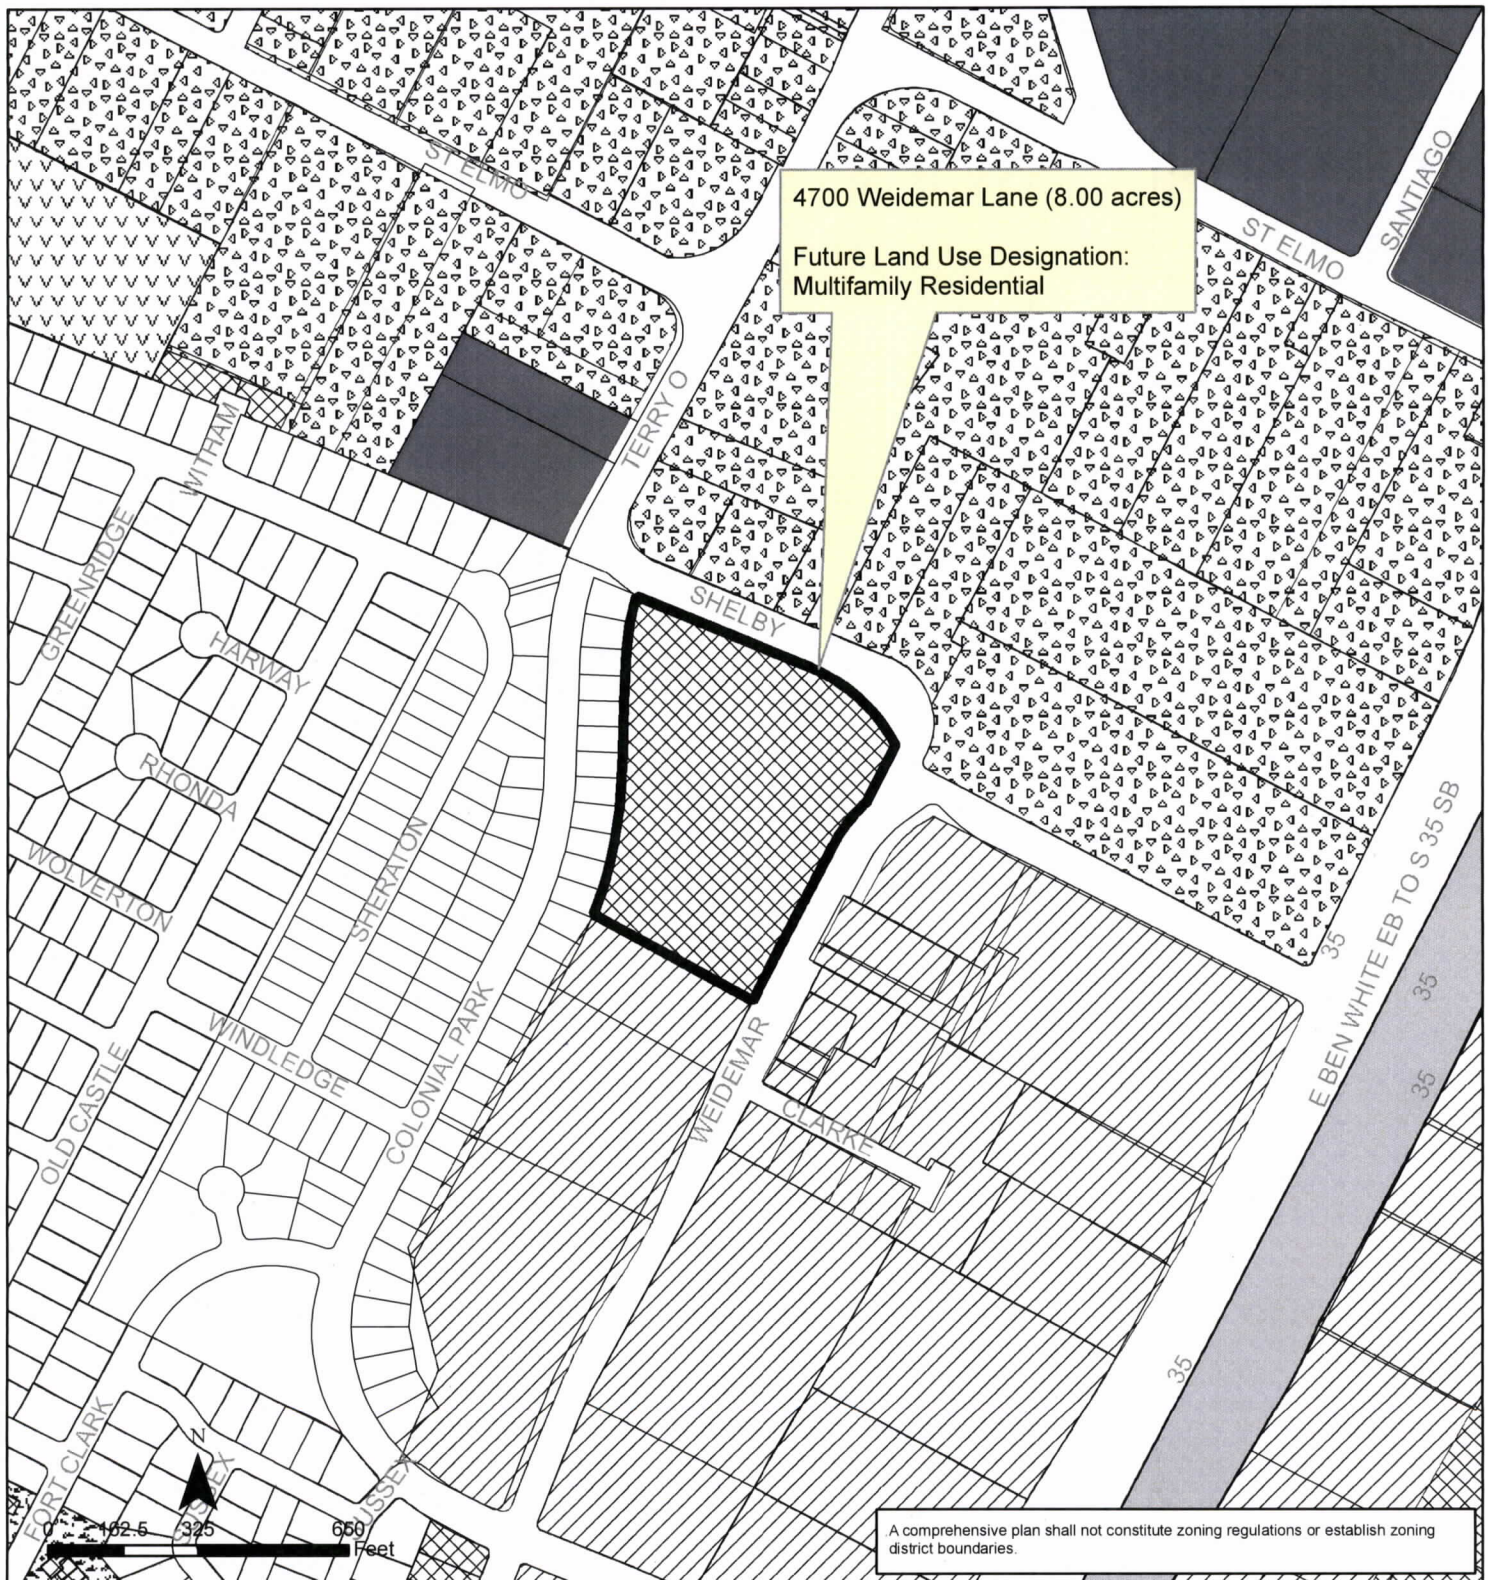 ST ELMO
4700 Weidemar Lane (8.00 acres)
Future Land Use Designation:
Multifamily Residential
SANTIAGO
ST ELMO
TERRY O
WITHAM
GREENRIDGE
SHELBY
HARWAY
RHONDA
WOLVERTON
SHERATON
E BEN WHITE EB TO S 35 SB
35
35
35
WINDLEDGE
COLONIAL PARK
WEIDEMAR
CLARKE
OLD CASTLE
35
FORT CLARK
N
SUSSEX
SUSSEX
0 162.5 325 650
Feet
A comprehensive plan shall not constitute zoning regulations or establish zoning
district boundaries.